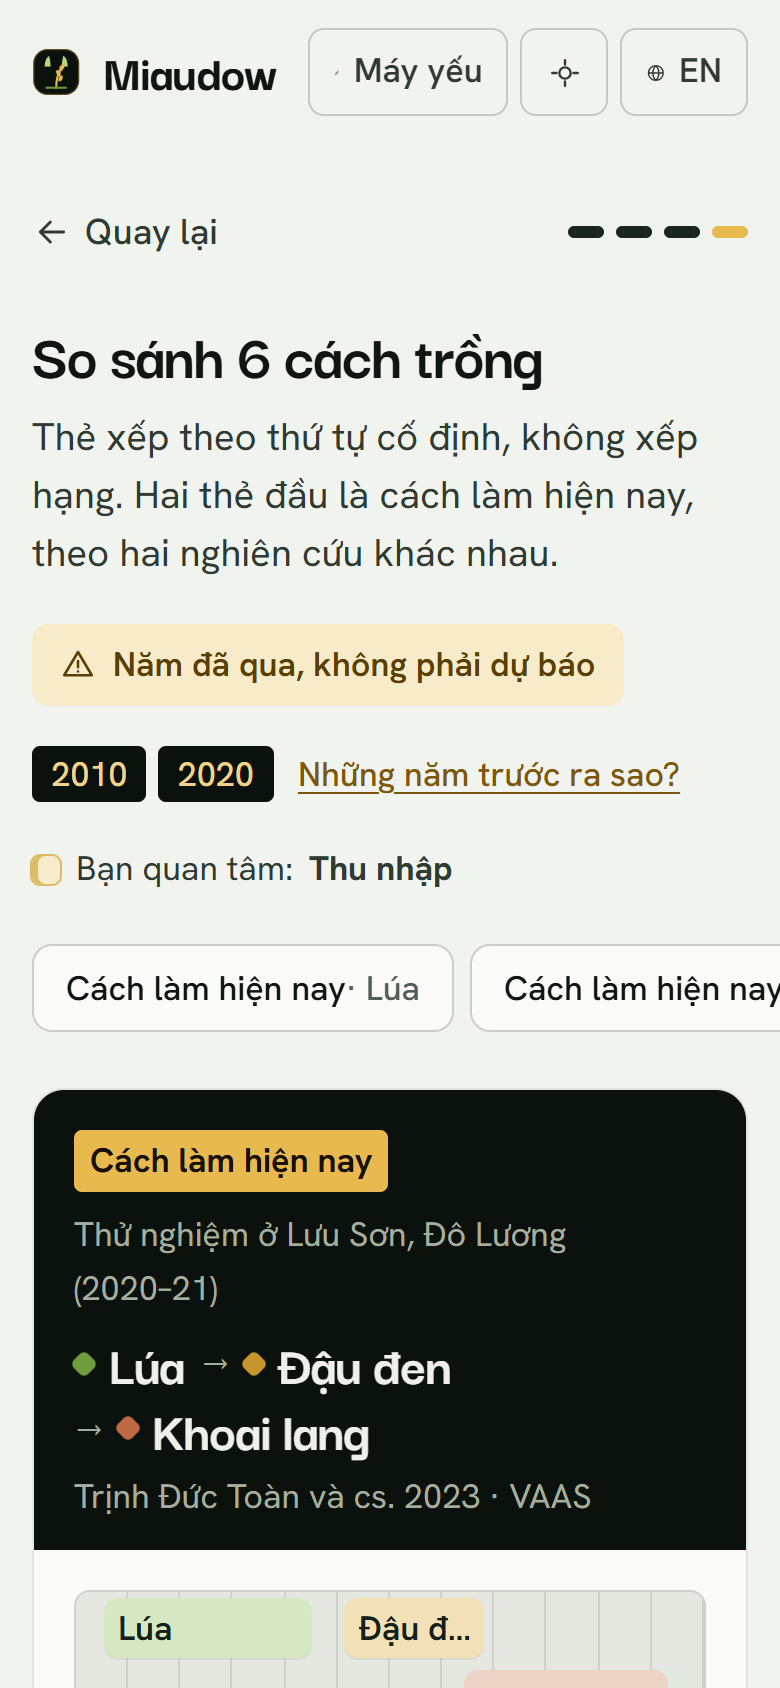 Miaudow
Máy yếu
EN
← Quay lại
So sánh 6 cách trồng
Thẻ xếp theo thứ tự cố định, không xếp
hạng. Hai thẻ đầu là cách làm hiện nay,
theo hai nghiên cứu khác nhau.
Năm đã qua, không phải dự báo
2010 2020 Những năm trước ra sao?
Bạn quan tâm: Thu nhập
Cách làm hiện nay· Lúa
Cách làm hiện nay
Cách làm hiện nay
Thử nghiệm ở Lưu Sơn, Đô Lương
(2020–21)
Lúa → Đậu đen
→ Khoai lang
Trịnh Đức Toàn và cs. 2023 · VAAS
Lúa
Đậu đ...